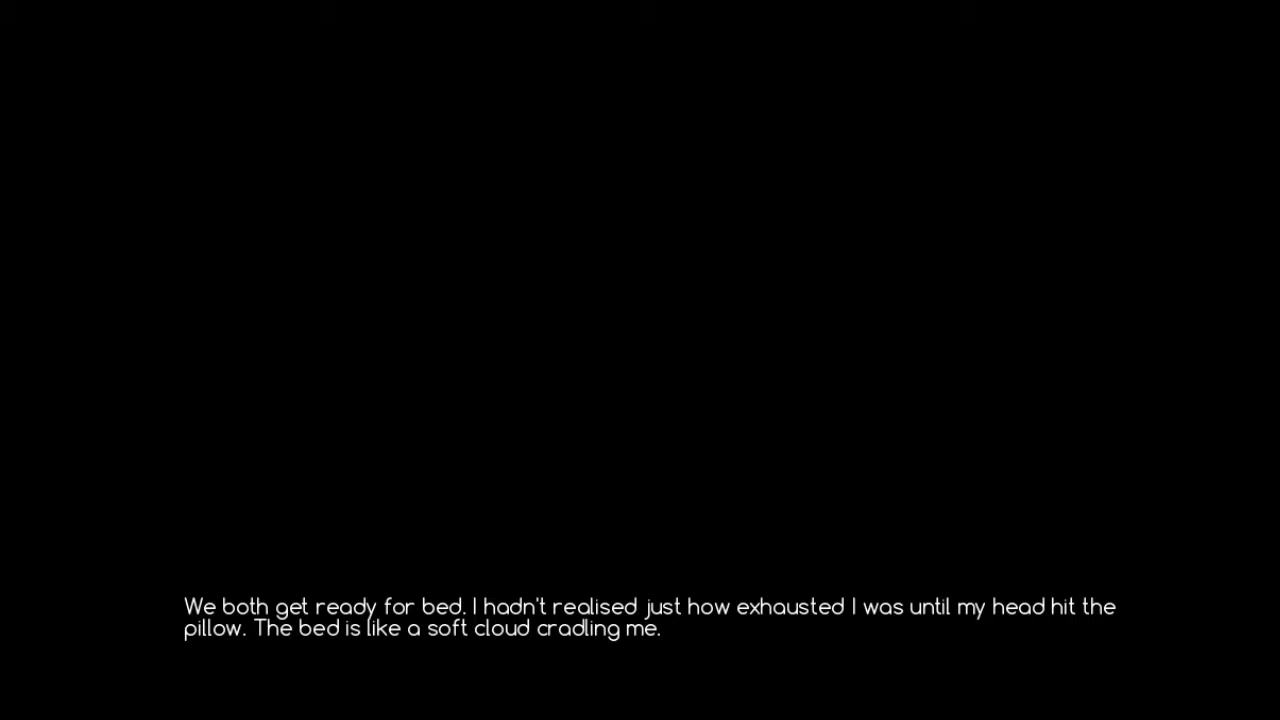 We both get ready for bed. I hadn't realised just how exhausted I was until my head hit the
pillow. The bed is like a soft cloud cradling me.